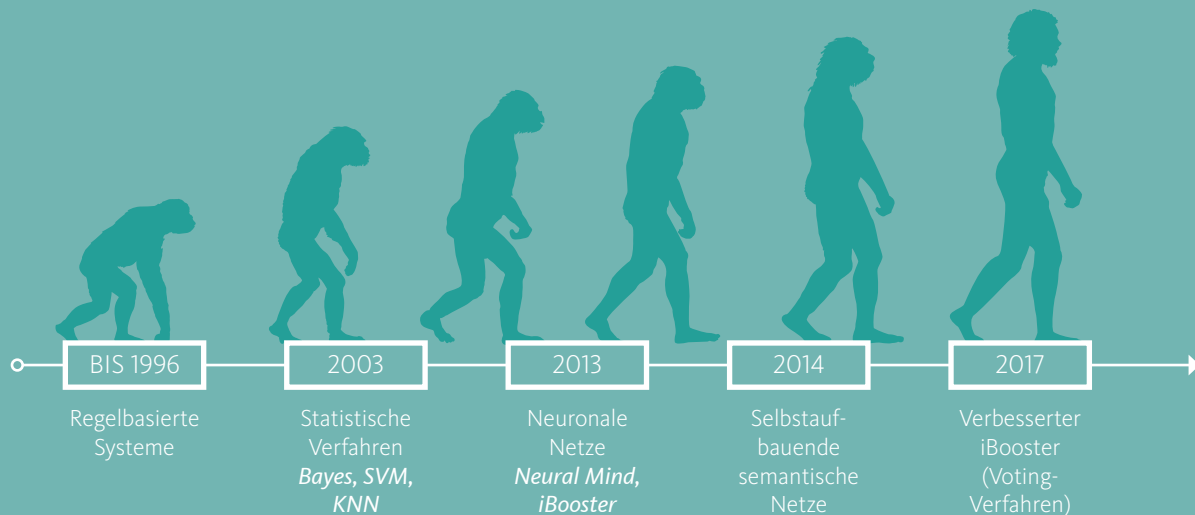 BIS 1996
Regelbasierte
Systeme
2003
Statistische
Verfahren
Bayes, SVM,
KNN
2013
Neuronale
Netze
Neural Mind,
iBooster
2014
Selbstauf-
bauende
semantische
Netze
2017
Verbesserter
iBooster
(Voting-
Verfahren)